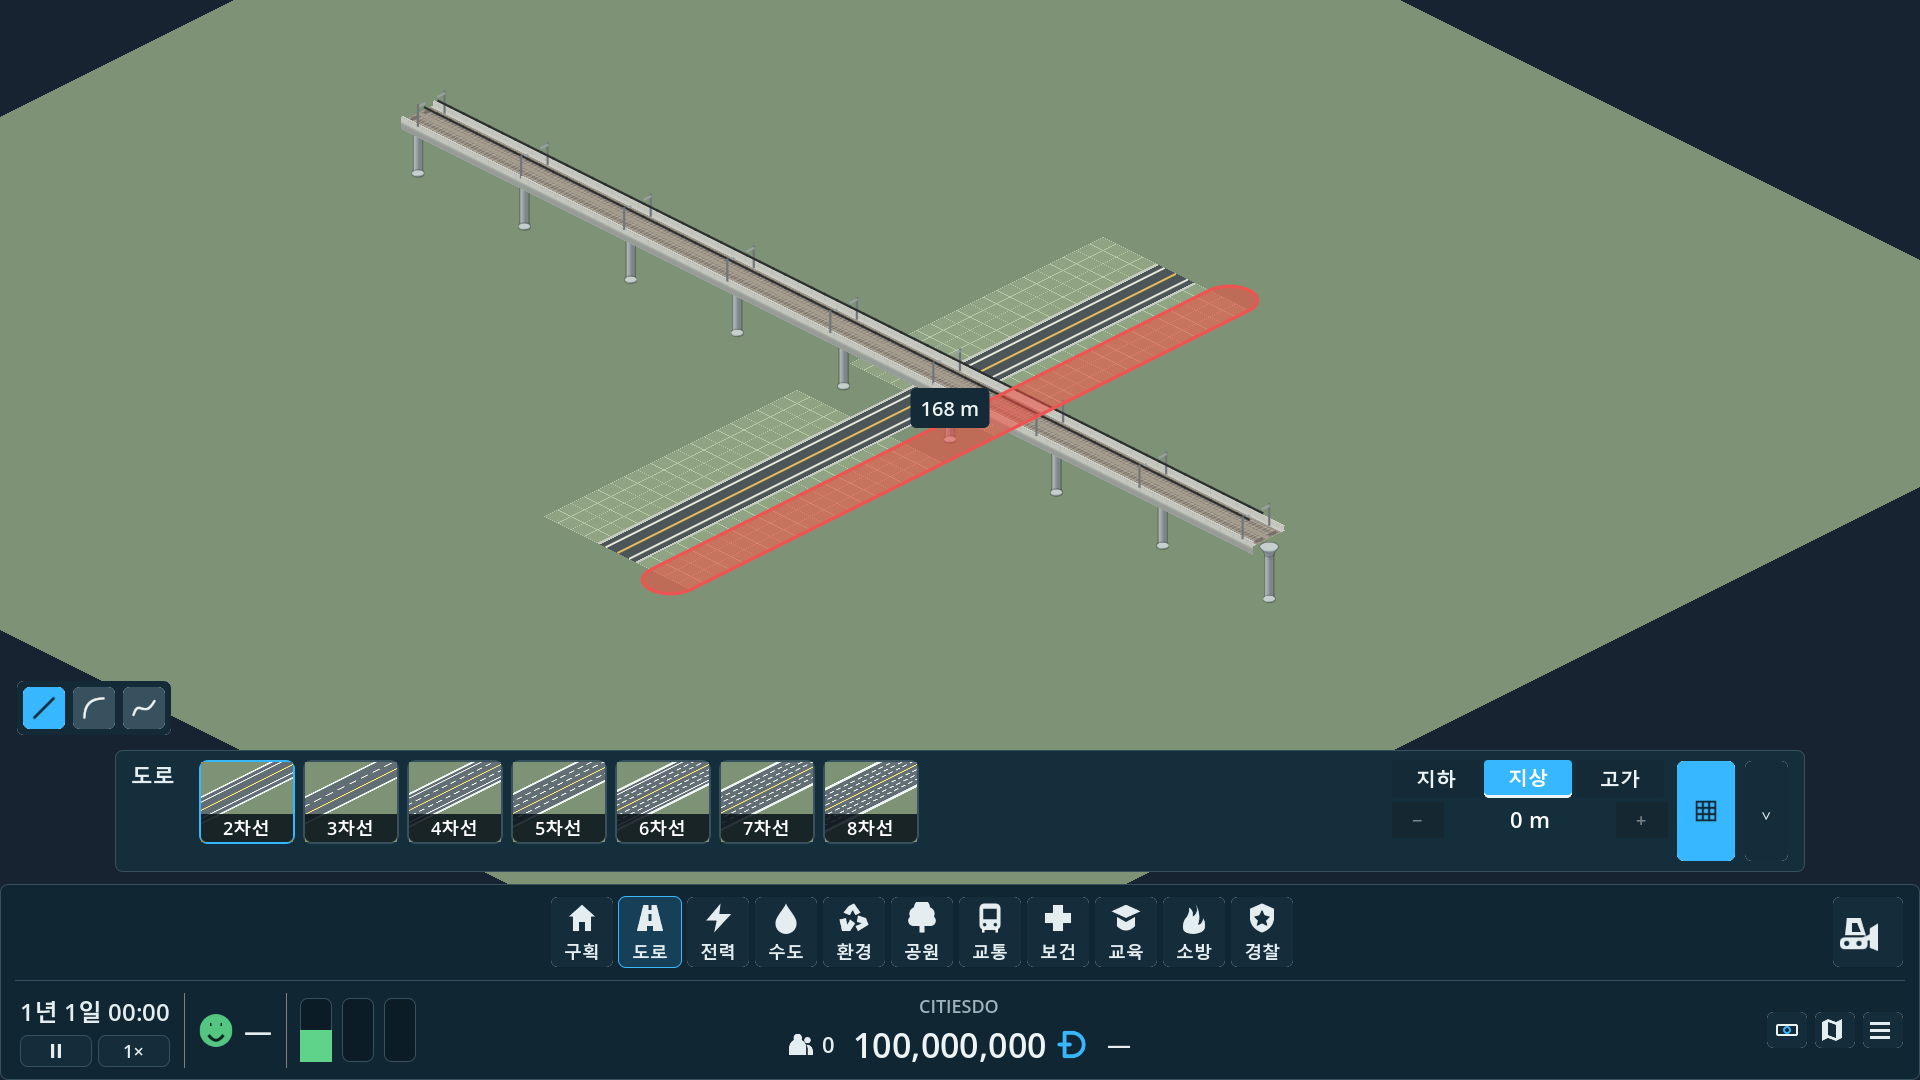 168 m
도로
2차선
3차선
4차선
5차선
6차선
7차선
8차선
지하
지상
고가
−
0 m
+
구획
도로
전력
수도
환경
공원
교통
보건
교육
소방
경찰
1년 1일 00:00
1×
—
CITIESDO
0
100,000,000
—